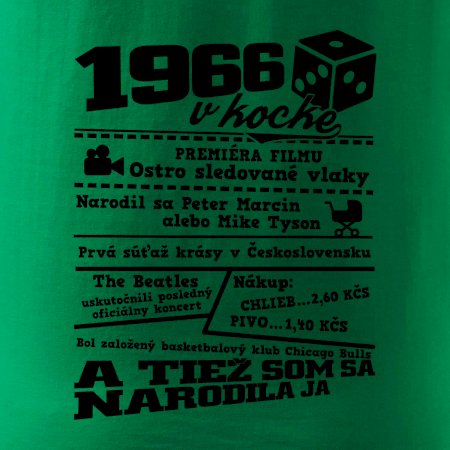 1966
v kocke
PREMIÉRA FILMU
Ostro sledované vlaky
Narodil sa Peter Marcin
alebo Mike Tyson
Prvá súťaž krásy v Československu
The Beatles
uskutočnili posledný
oficiálny koncert
Nákup:
CHLIEB...2,60 KČS
PIVO...1,40 KČS
Bol založený basketbalový klub Chicago Bulls
A TIEŽ SOM SA
NARODILA JA